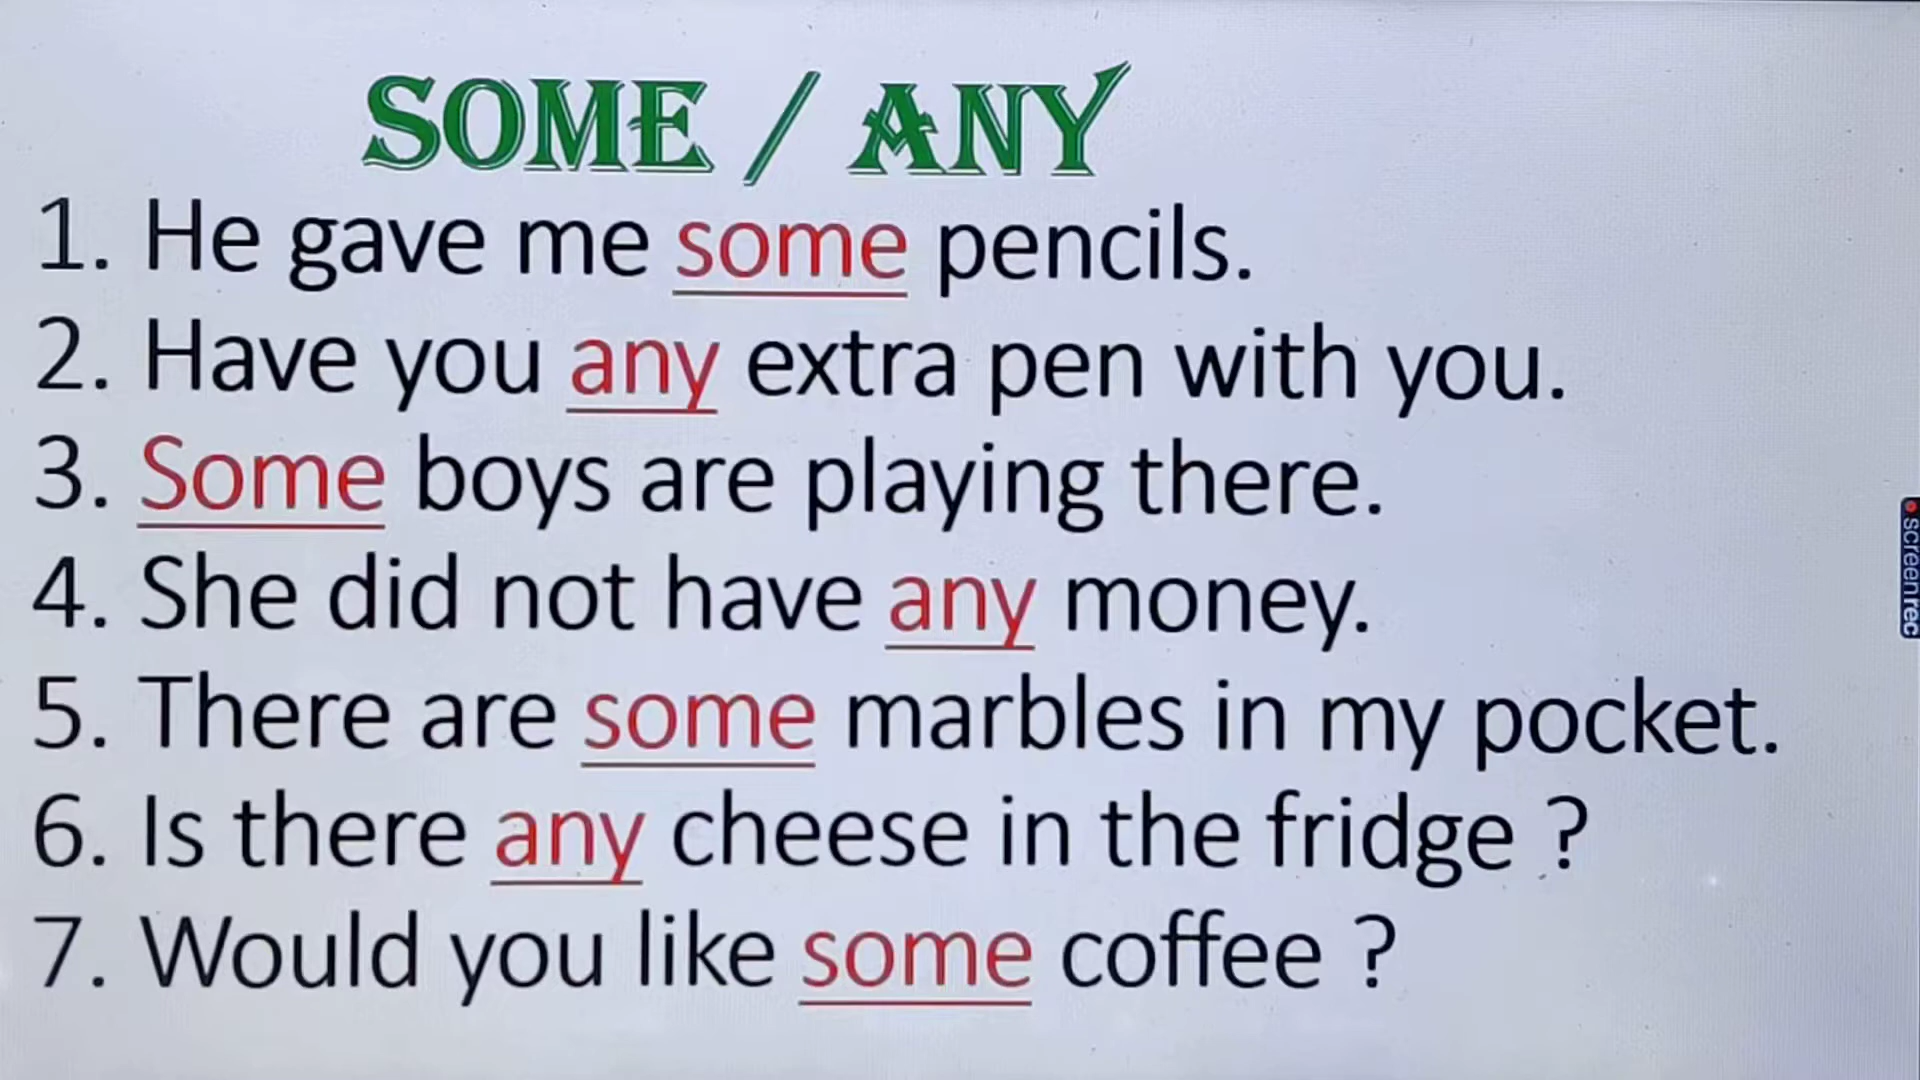 SOME / ANY
1. He gave me some pencils.
2. Have you any extra pen with you.
3. Some boys are playing there.
4. She did not have any money.
5. There are some marbles in my pocket.
6. Is there any cheese in the fridge ?
7. Would you like some coffee ?
screenrec